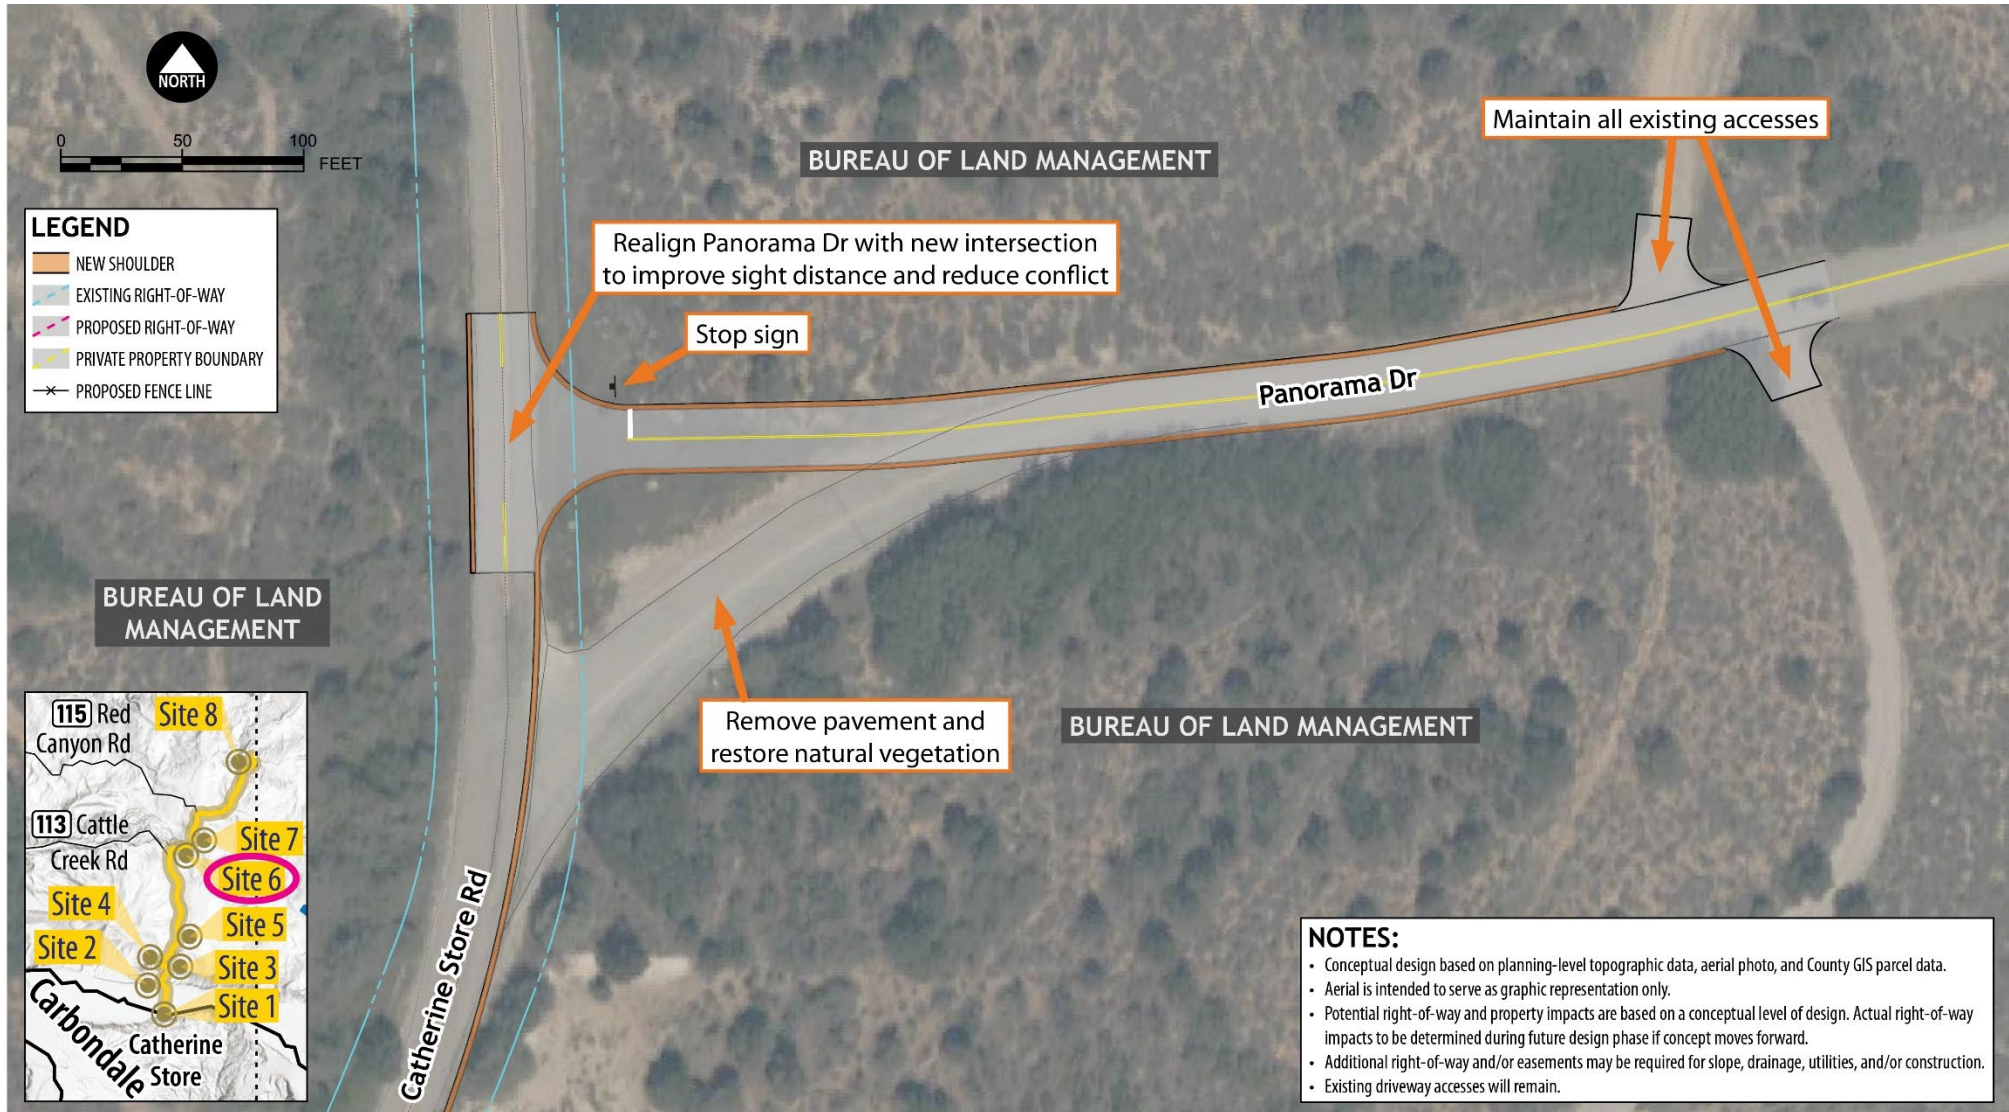 NORTH
0 50 100
FEET
LEGEND
NEW SHOULDER
EXISTING RIGHT-OF-WAY
PROPOSED RIGHT-OF-WAY
PRIVATE PROPERTY BOUNDARY
PROPOSED FENCE LINE
BUREAU OF LAND MANAGEMENT
Maintain all existing accesses
Realign Panorama Dr with new intersection
to improve sight distance and reduce conflict
Stop sign
Panorama Dr
BUREAU OF LAND
MANAGEMENT
Remove pavement and
restore natural vegetation
BUREAU OF LAND MANAGEMENT
Catherine Store Rd
115 Red
Canyon Rd
Site 8
113 Cattle
Creek Rd
Site 7
Site 6
Site 4
Site 5
Site 2
Site 3
Site 1
Carbondale
Catherine
Store
NOTES:
• Conceptual design based on planning-level topographic data, aerial photo, and County GIS parcel data.
• Aerial is intended to serve as graphic representation only.
• Potential right-of-way and property impacts are based on a conceptual level of design. Actual right-of-way
impacts to be determined during future design phase if concept moves forward.
• Additional right-of-way and/or easements may be required for slope, drainage, utilities, and/or construction.
• Existing driveway accesses will remain.